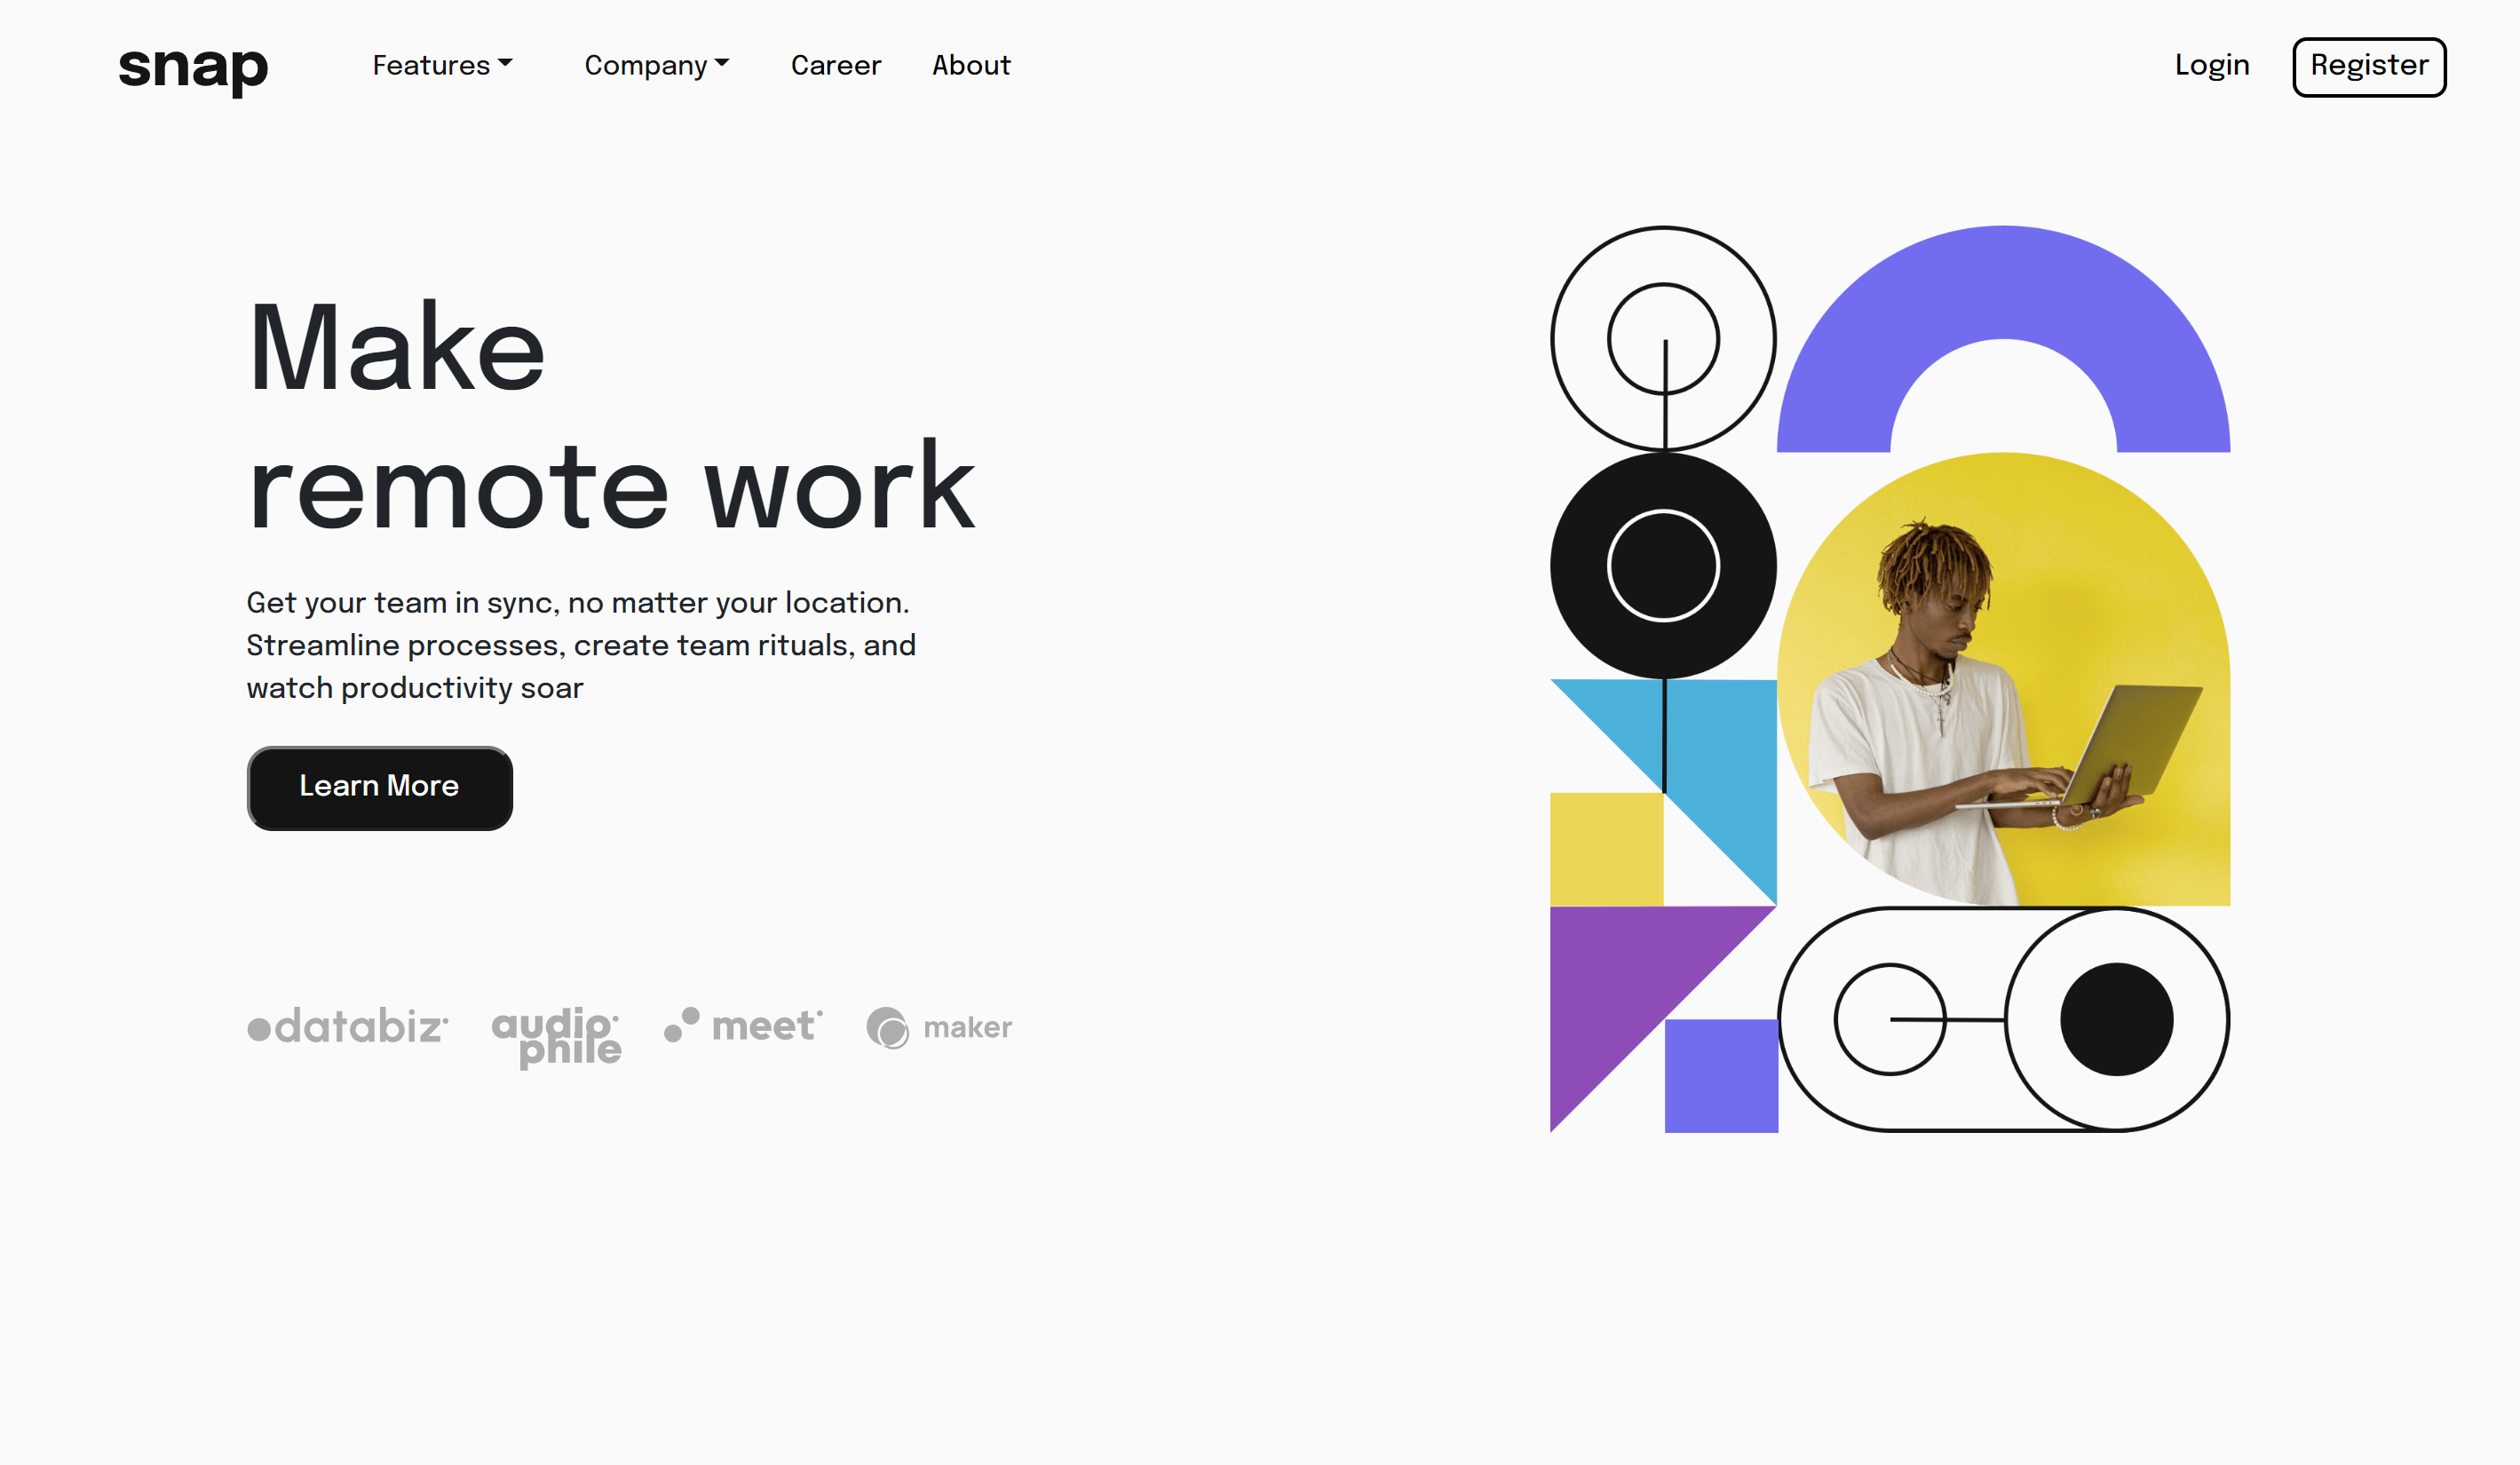 snap
Features
Company
Career
About
Login
Register
Make
remote work
Get your team in sync, no matter your location.
Streamline processes, create team rituals, and
watch productivity soar
Learn More
databiz
audio
phile
meet
maker